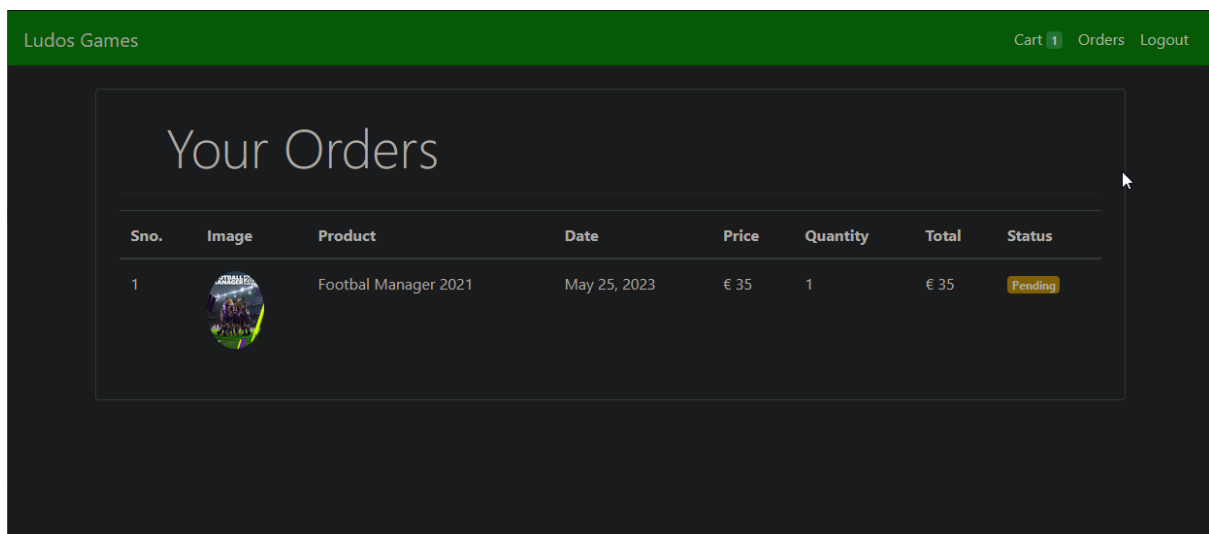 Ludos Games Cart 1 Orders Logout
Your Orders
Sno. Image Product Date Price Quantity Total Status
1 Footbal Manager 2021 May 25, 2023 € 35 1 € 35 Pending